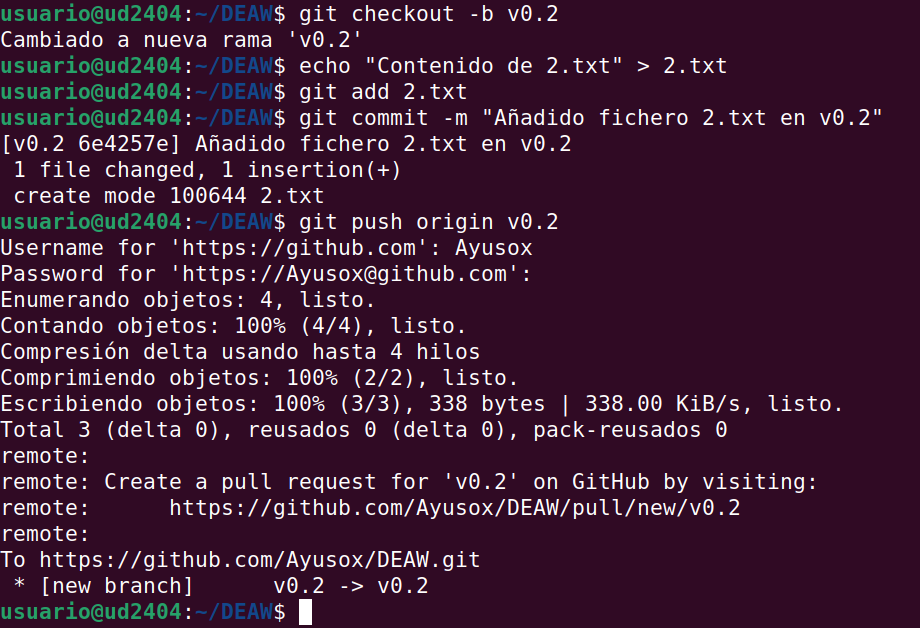 usuario@ud2404:~/DEAW$ git checkout -b v0.2
Cambiado a nueva rama 'v0.2'
usuario@ud2404:~/DEAW$ echo "Contenido de 2.txt" > 2.txt
usuario@ud2404:~/DEAW$ git add 2.txt
usuario@ud2404:~/DEAW$ git commit -m "Añadido fichero 2.txt en v0.2"
[v0.2 6e4257e] Añadido fichero 2.txt en v0.2
 1 file changed, 1 insertion(+)
 create mode 100644 2.txt
usuario@ud2404:~/DEAW$ git push origin v0.2
Username for 'https://github.com': Ayusox
Password for 'https://Ayusox@github.com':
Enumerando objetos: 4, listo.
Contando objetos: 100% (4/4), listo.
Compresión delta usando hasta 4 hilos
Comprimiendo objetos: 100% (2/2), listo.
Escribiendo objetos: 100% (3/3), 338 bytes | 338.00 KiB/s, listo.
Total 3 (delta 0), reusados 0 (delta 0), pack-reusados 0
remote:
remote: Create a pull request for 'v0.2' on GitHub by visiting:
remote:      https://github.com/Ayusox/DEAW/pull/new/v0.2
remote:
To https://github.com/Ayusox/DEAW.git
 * [new branch]      v0.2 -> v0.2
usuario@ud2404:~/DEAW$